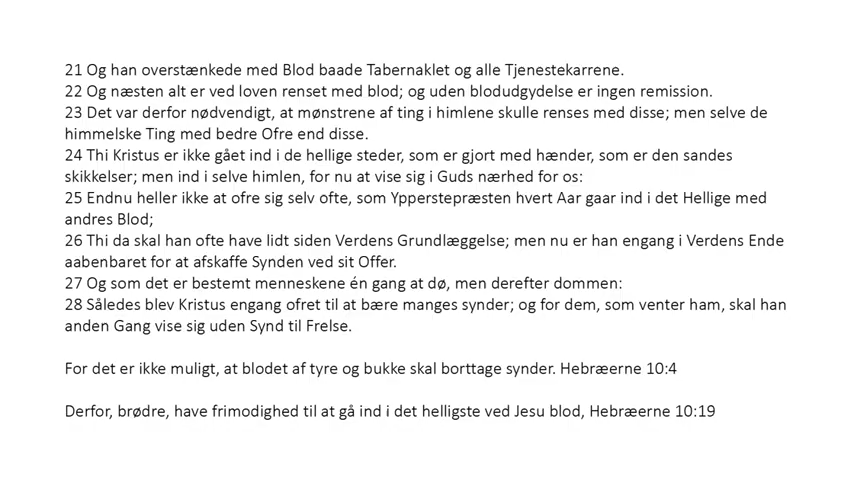 21 Og han overstænkede med Blod baade Tabernaklet og alle Tjenestekarrene.
22 Og næsten alt er ved loven renset med blod; og uden blodudgydelse er ingen remission.
23 Det var derfor nødvendigt, at mønstrene af ting i himlene skulle renses med disse; men selve de
himmelske Ting med bedre Ofre end disse.
24 Thi Kristus er ikke gået ind i de hellige steder, som er gjort med hænder, som er den sandes
skikkelser; men ind i selve himlen, for nu at vise sig i Guds nærhed for os:
25 Endnu heller ikke at ofre sig selv ofte, som Ypperstepræsten hvert Aar gaar ind i det Hellige med
andres Blod;
26 Thi da skal han ofte have lidt siden Verdens Grundlæggelse; men nu er han engang i Verdens Ende
aabenbaret for at afskaffe Synden ved sit Offer.
27 Og som det er bestemt menneskene én gang at dø, men derefter dommen:
28 Således blev Kristus engang ofret til at bære manges synder; og for dem, som venter ham, skal han
anden Gang vise sig uden Synd til Frelse.
For det er ikke muligt, at blodet af tyre og bukke skal borttage synder. Hebræerne 10:4
Derfor, brødre, have frimodighed til at gå ind i det helligste ved Jesu blod, Hebræerne 10:19